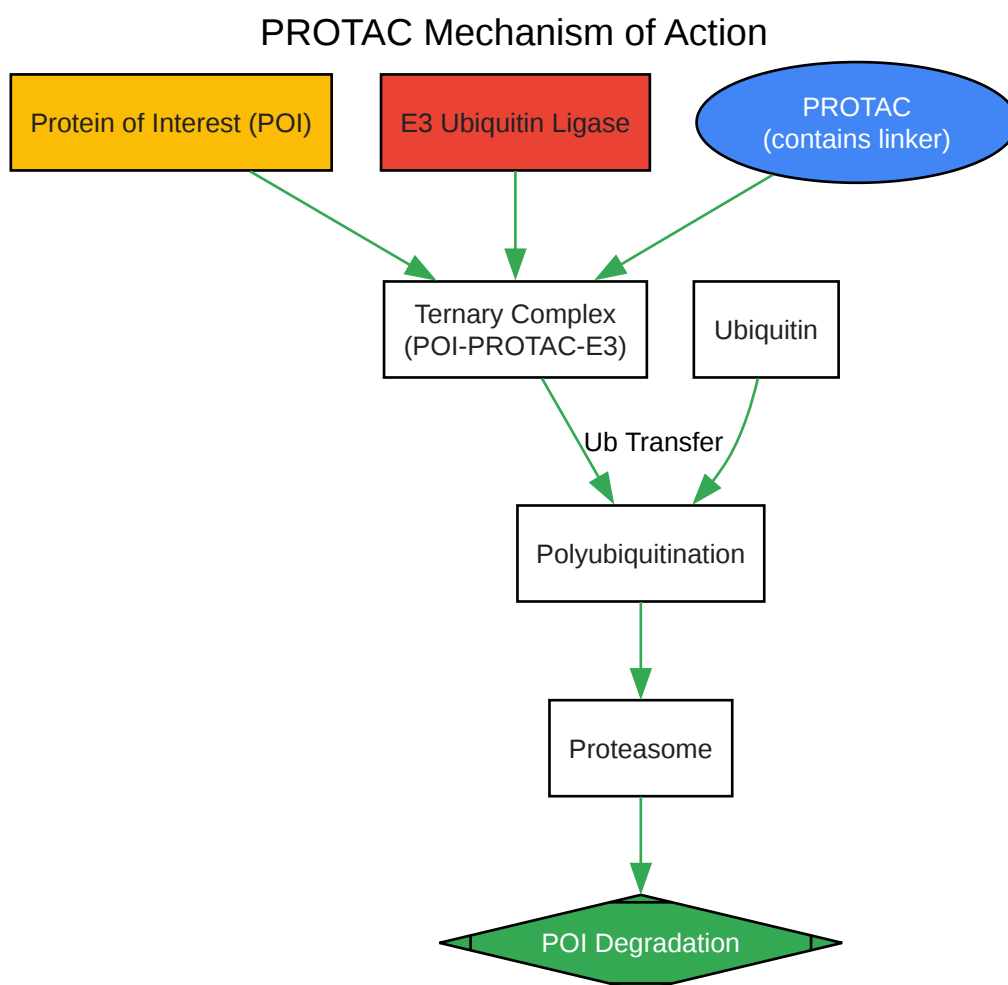 PROTAC Mechanism of Action
Protein of Interest (POI)
E3 Ubiquitin Ligase
PROTAC
(contains linker)
Ternary Complex
(POI-PROTAC-E3)
Ubiquitin
Ub Transfer
Polyubiquitination
Proteasome
POI Degradation